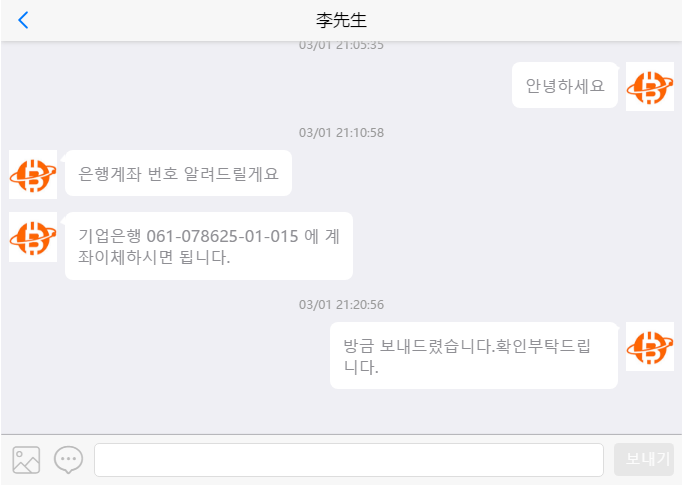 李先生
03/01 21:05:35
안녕하세요
03/01 21:10:58
은행계좌 번호 알려드릴게요
기업은행 061-078625-01-015 에 계
좌이체하시면 됩니다.
03/01 21:20:56
방금 보내드렸습니다.확인부탁드립
니다.
보내기